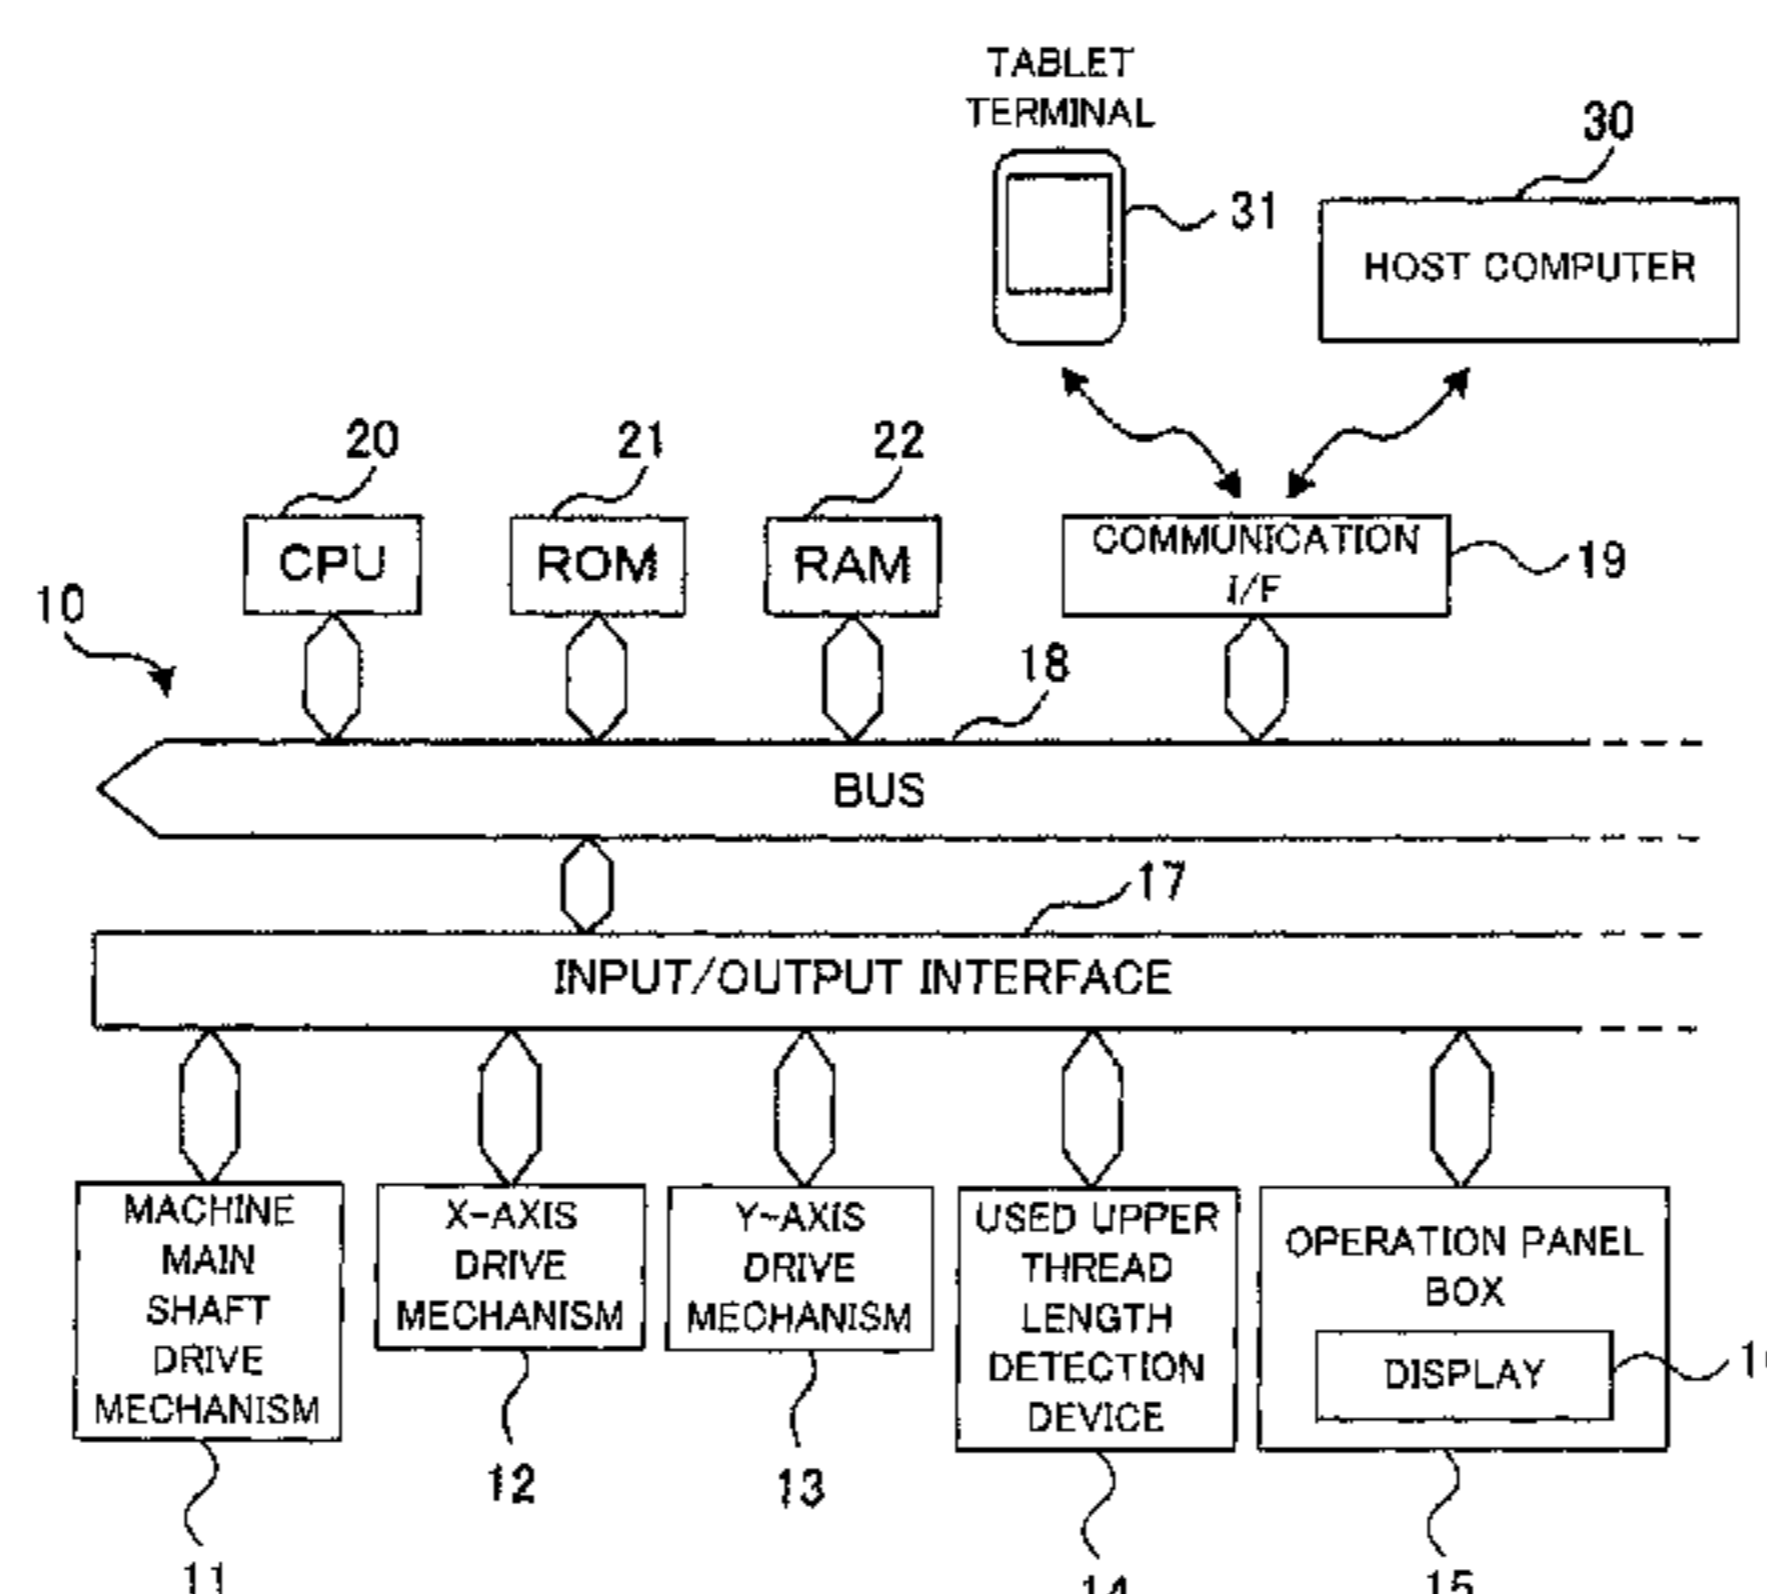 TABLET
TERMINAL
30
31
HOST COMPUTER
20
21
22
CPU
ROM
RAM
COMMUNICATION
I/F
19
10
18
BUS
17
INPUT/OUTPUT INTERFACE
MACHINE
MAIN
SHAFT
DRIVE
MECHANISM
X-AXIS
DRIVE
MECHANISM
Y-AXIS
DRIVE
MECHANISM
USED UPPER
THREAD
LENGTH
DETECTION
DEVICE
OPERATION PANEL
BOX
DISPLAY
12
13
11
14
15